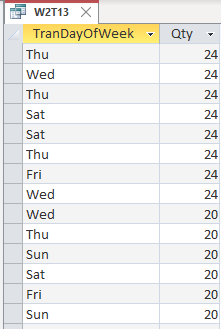 W2T13
TranDayOfWeek Qty
Thu 24
Wed 24
Thu 24
Sat 24
Sat 24
Thu 24
Fri 24
Wed 24
Wed 20
Thu 20
Sun 20
Sat 20
Fri 20
Sun 20